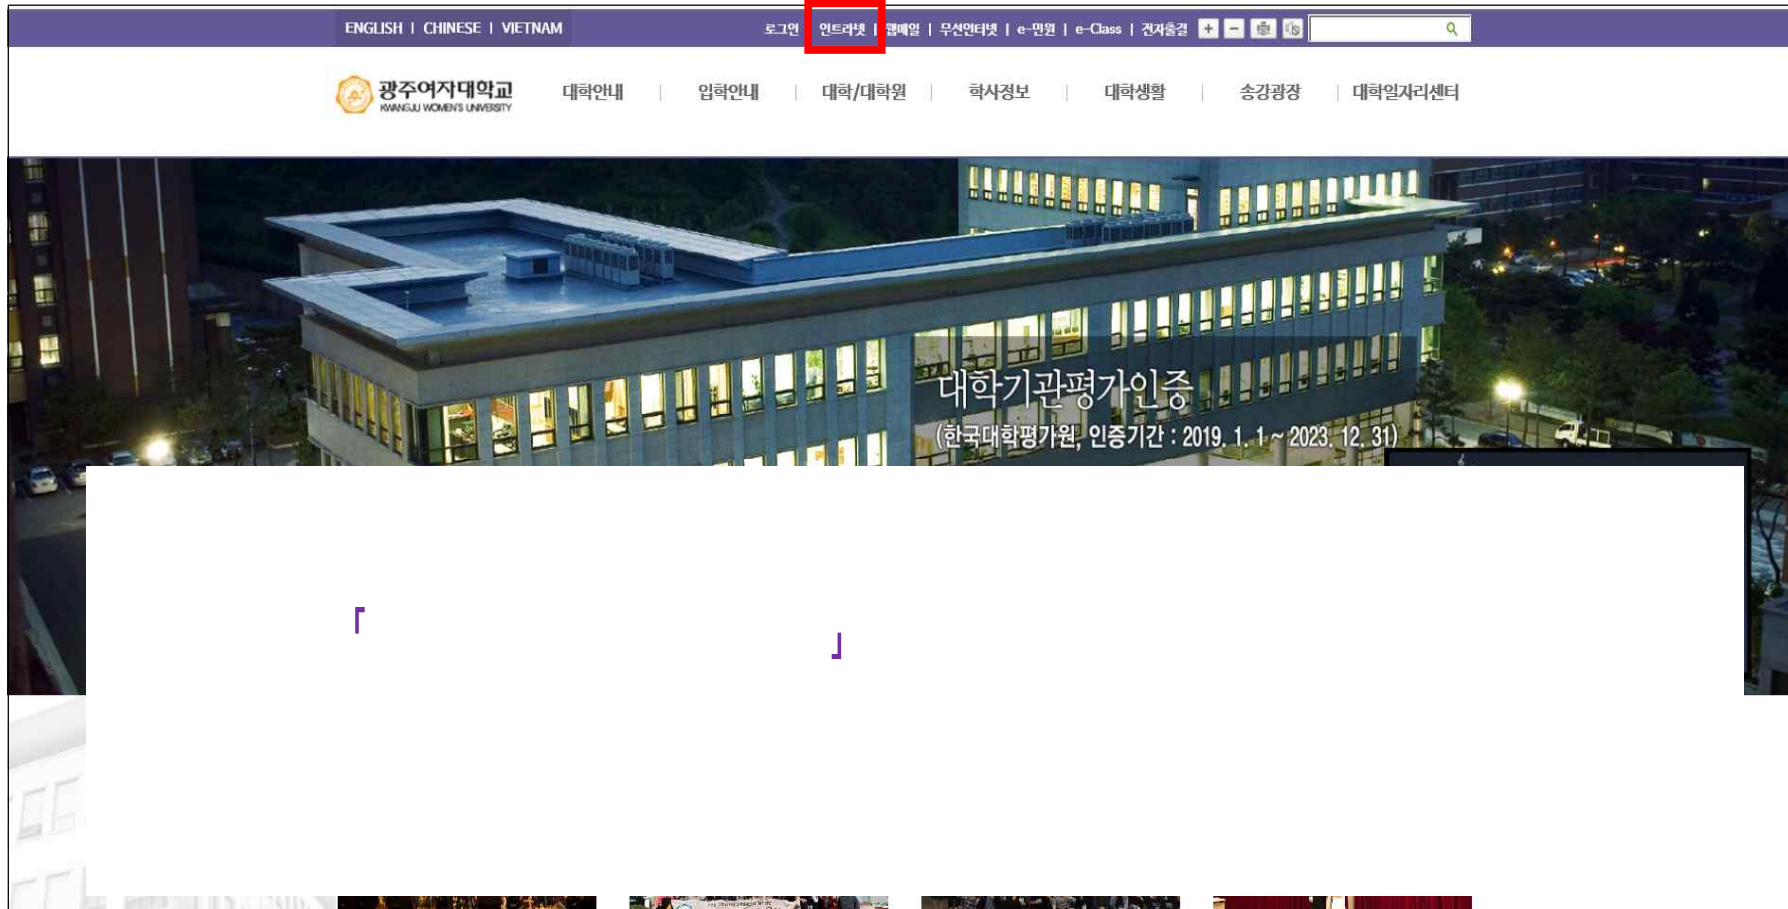 ENGLISH | CHINESE | VIETNAM
로그인 인트라넷 | 웹메일 | 무선인터넷 | e-민원 | e-Class | 전자출결
광주여자대학교
KWANGJU WOMEN'S UNIVERSITY
대학안내 | 입학안내 | 대학/대학원 | 학사정보 | 대학생활 | 송강광장 | 대학일자리센터
대학기관평가인증
(한국대학평가원, 인증기간 : 2019. 1. 1 ~ 2023. 12. 31)
「
」